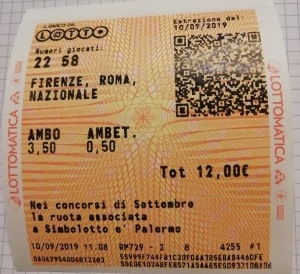 IL GIOCO DEL
LOTTO
Estrazione del:
10/09/2019
Numeri giocati:
22 58
FIRENZE, ROMA,
NAZIONALE
AMBO AMBET.
3,50 0,50
Tot 12,00€
Nei concorsi di Settembre
la ruota associata
a Simbolotto e' Palermo
10/09/2019 11.08 RM729 - 2 8 4255 #1
LOTTOMATICA
LOTTOMATICA